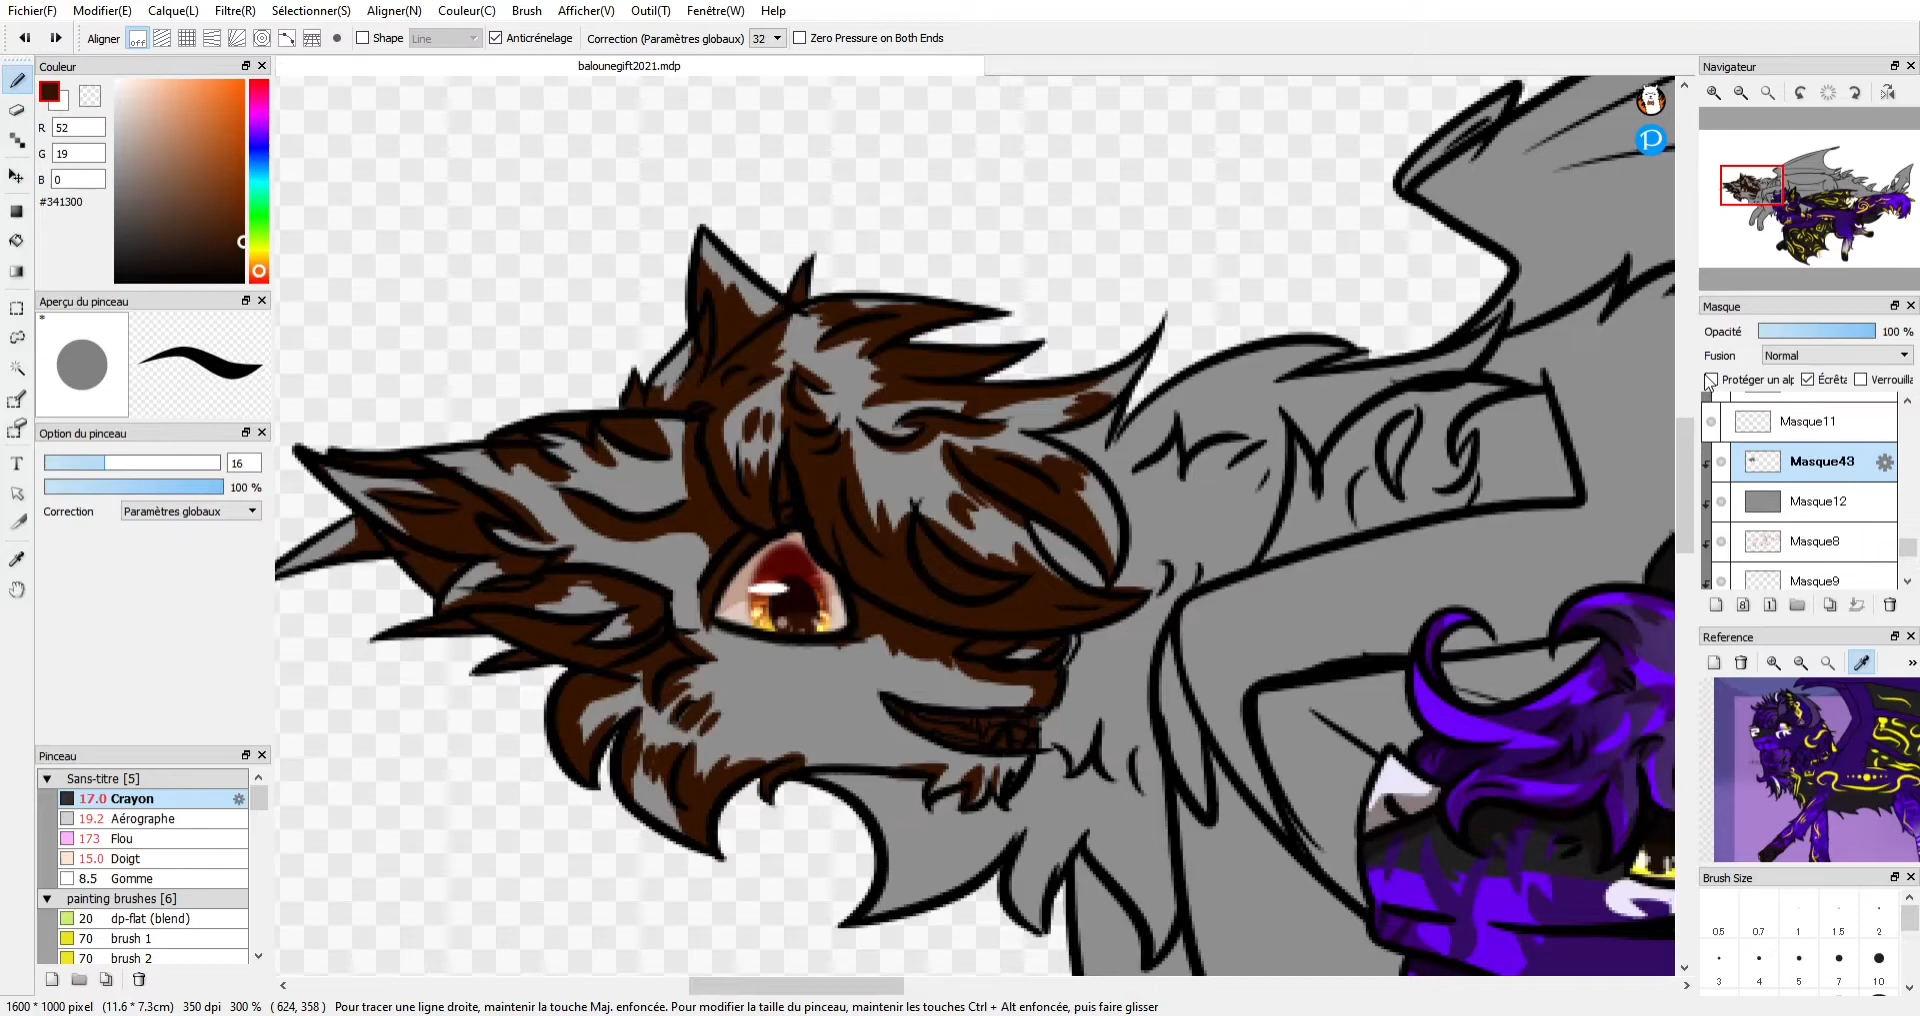 Fichier(F) Modifier(E) Calque(L) Filtre(R) Sélectionner(S) Aligner(N) Couleur(C) Brush Afficher(V) Outil(T) Fenêtre(W) Help
Aligner off Shape Line Anticrénelage Correction (Paramètres globaux) 32 Zero Pressure on Both Ends
Couleur
balounegift2021.mdp
Navigateur
R 52
G 19
B 0
#341300
Aperçu du pinceau
*
Masque
Opacité 100 %
Fusion Normal
Protéger un alp Écrêta Verrouilla
Masque11
Masque43
Masque12
Masque8
Masque9
Option du pinceau
16
100 %
Correction Paramètres globaux
Reference
Pinceau
Sans-titre [5]
17.0 Crayon
19.2 Aérographe
173 Flou
15.0 Doigt
8.5 Gomme
painting brushes [6]
20 dp-flat (blend)
70 brush 1
70 brush 2
Brush Size
0.5 0.7 1 1.5 2
3 4 5 7 10
1600 * 1000 pixel (11.6 * 7.3cm) 350 dpi 300 % ( 624, 358 ) Pour tracer une ligne droite, maintenir la touche Maj. enfoncée. Pour modifier la taille du pinceau, maintenir les touches Ctrl + Alt enfoncée, puis faire glisser